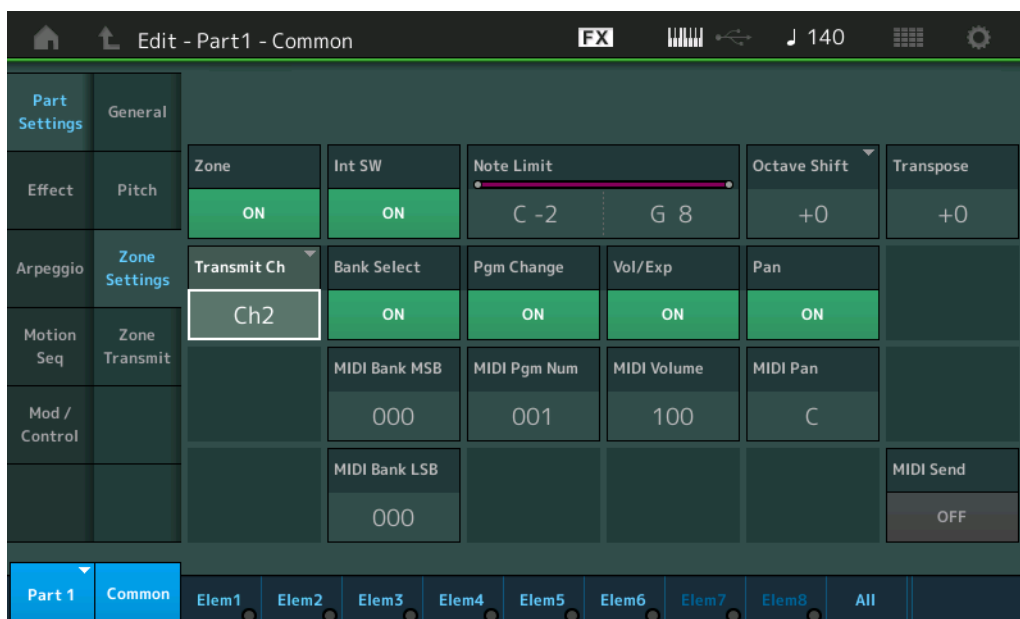 Edit - Part1 - Common
FX
♩ 140
Part Settings
General
Effect
Pitch
Arpeggio
Zone Settings
Motion Seq
Zone Transmit
Mod / Control
Zone
Int SW
Note Limit
Octave Shift
Transpose
ON
ON
C -2
G 8
+0
+0
Transmit Ch
Bank Select
Pgm Change
Vol/Exp
Pan
Ch2
ON
ON
ON
ON
MIDI Bank MSB
MIDI Pgm Num
MIDI Volume
MIDI Pan
000
001
100
C
MIDI Bank LSB
MIDI Send
000
OFF
Part 1
Common
Elem1
Elem2
Elem3
Elem4
Elem5
Elem6
Elem7
Elem8
All